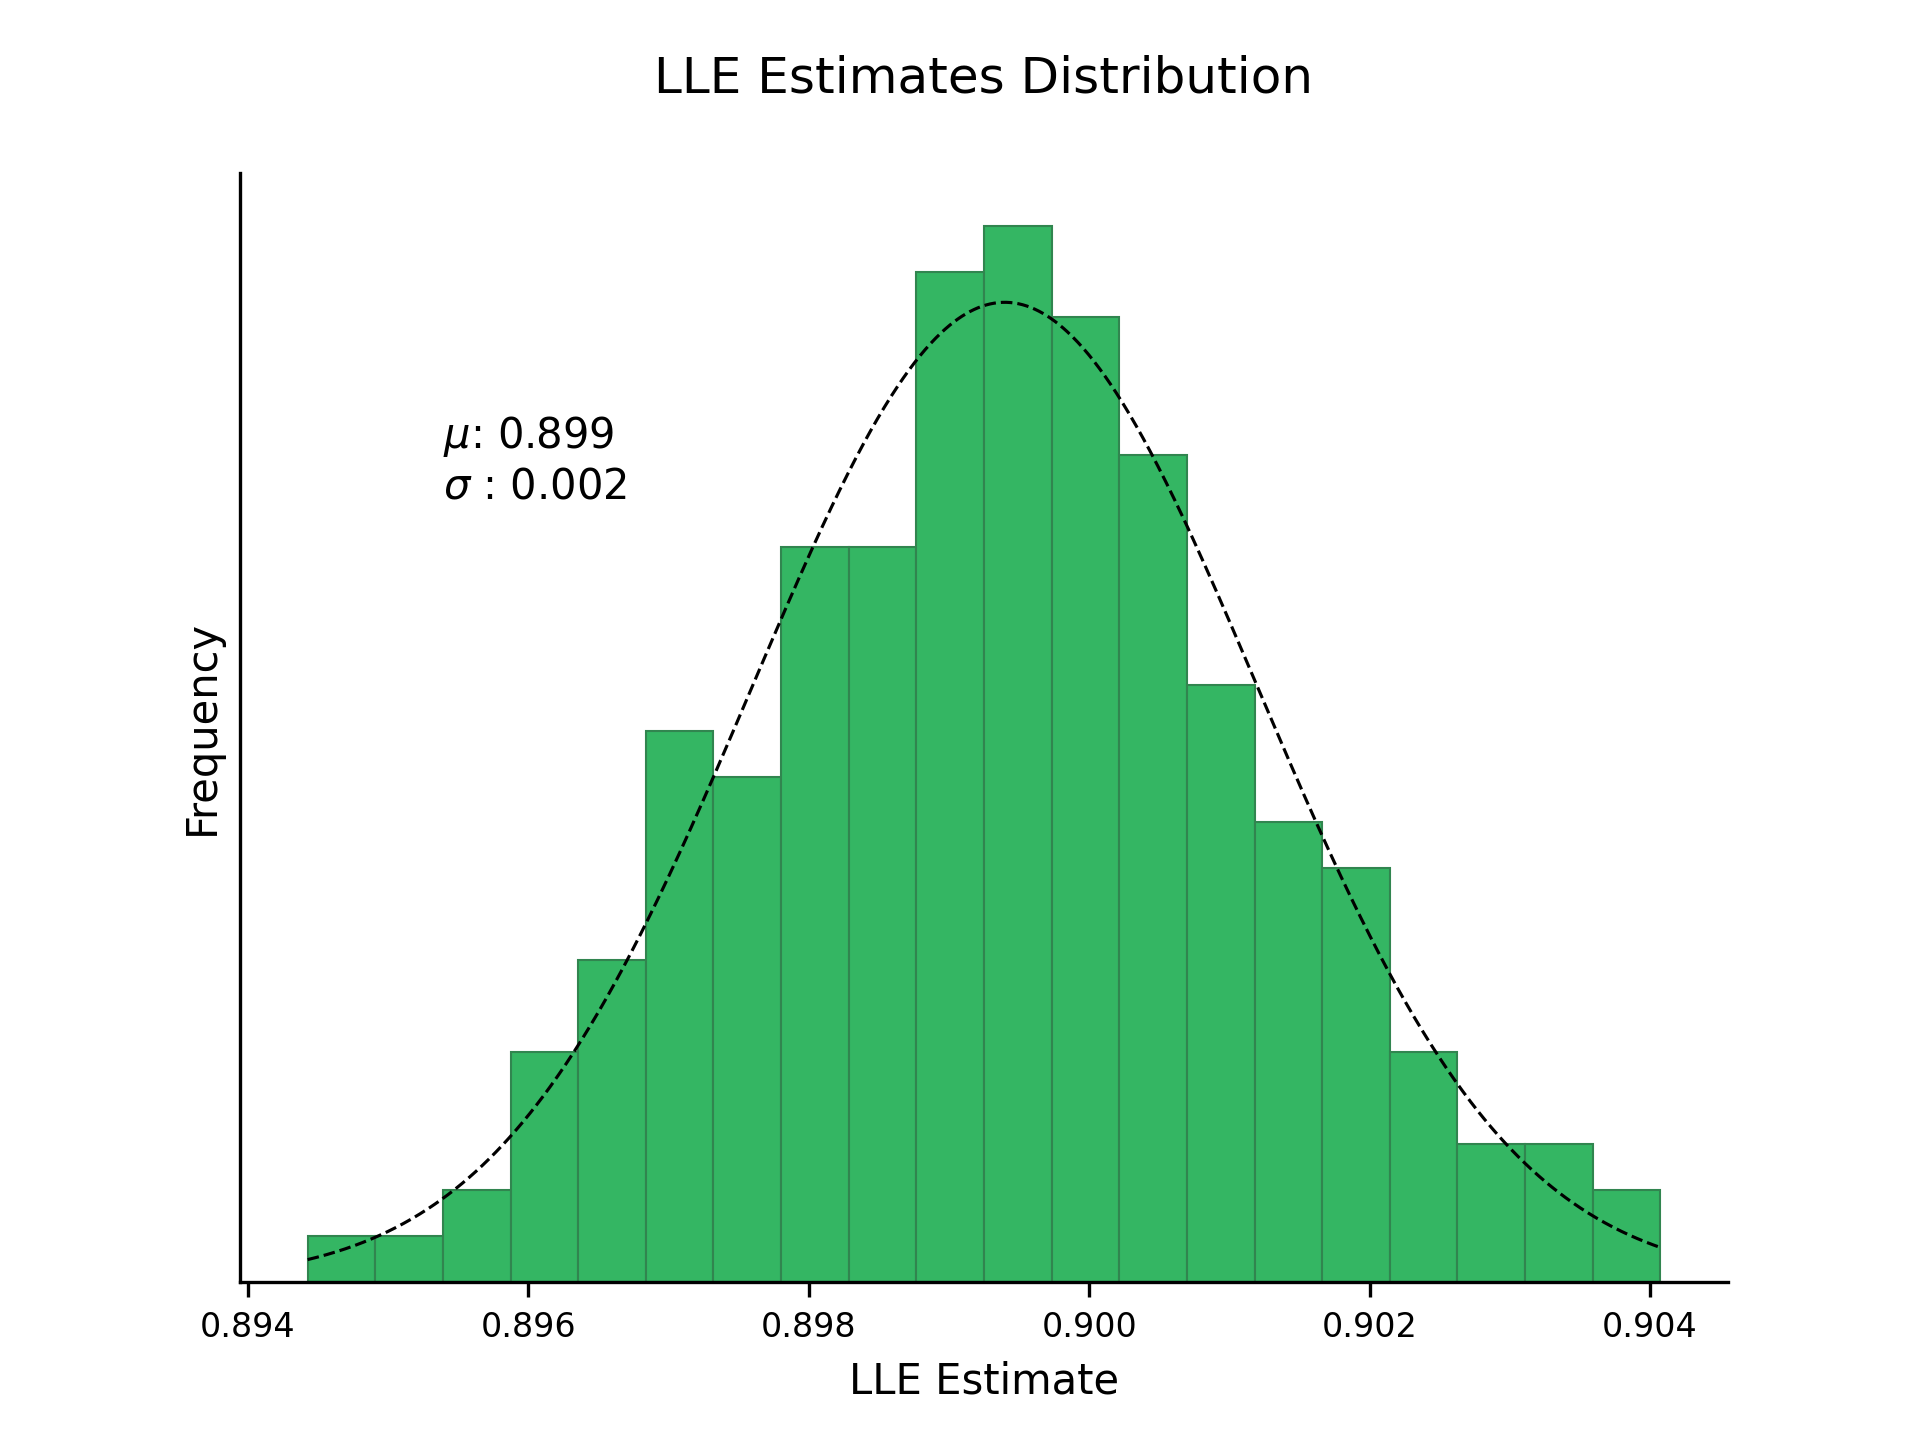 LLE Estimates Distribution
μ: 0.899
σ : 0.002
Frequency
0.894 0.896 0.898 0.900 0.902 0.904
LLE Estimate